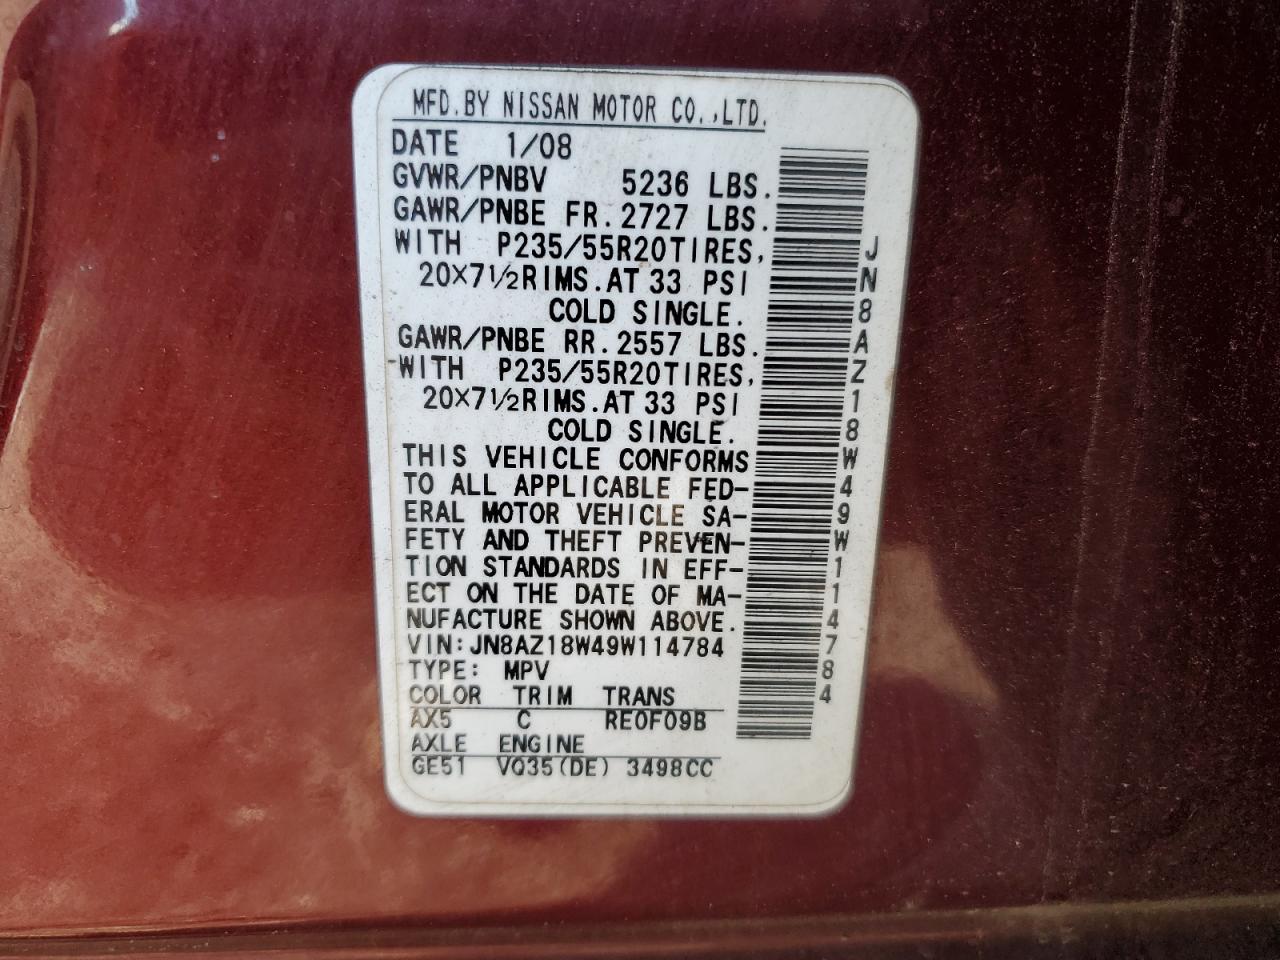 MFD.BY NISSAN MOTOR CO.,LTD.
DATE 1/08
GVWR/PNBV 5236 LBS.
GAWR/PNBE FR.2727 LBS.
WITH P235/55R20TIRES,
20X7½RIMS.AT 33 PSI
COLD SINGLE.
GAWR/PNBE RR.2557 LBS.
WITH P235/55R20TIRES,
20X7½RIMS.AT 33 PSI
COLD SINGLE.
THIS VEHICLE CONFORMS
TO ALL APPLICABLE FED-
ERAL MOTOR VEHICLE SA-
FETY AND THEFT PREVEN-
TION STANDARDS IN EFF-
ECT ON THE DATE OF MA-
NUFACTURE SHOWN ABOVE.
VIN:JN8AZ18W49W114784
TYPE: MPV
COLOR TRIM TRANS
AX5 C RE0F09B
AXLE ENGINE
GE51 VQ35(DE) 3498CC
JN8AZ18W49W114784